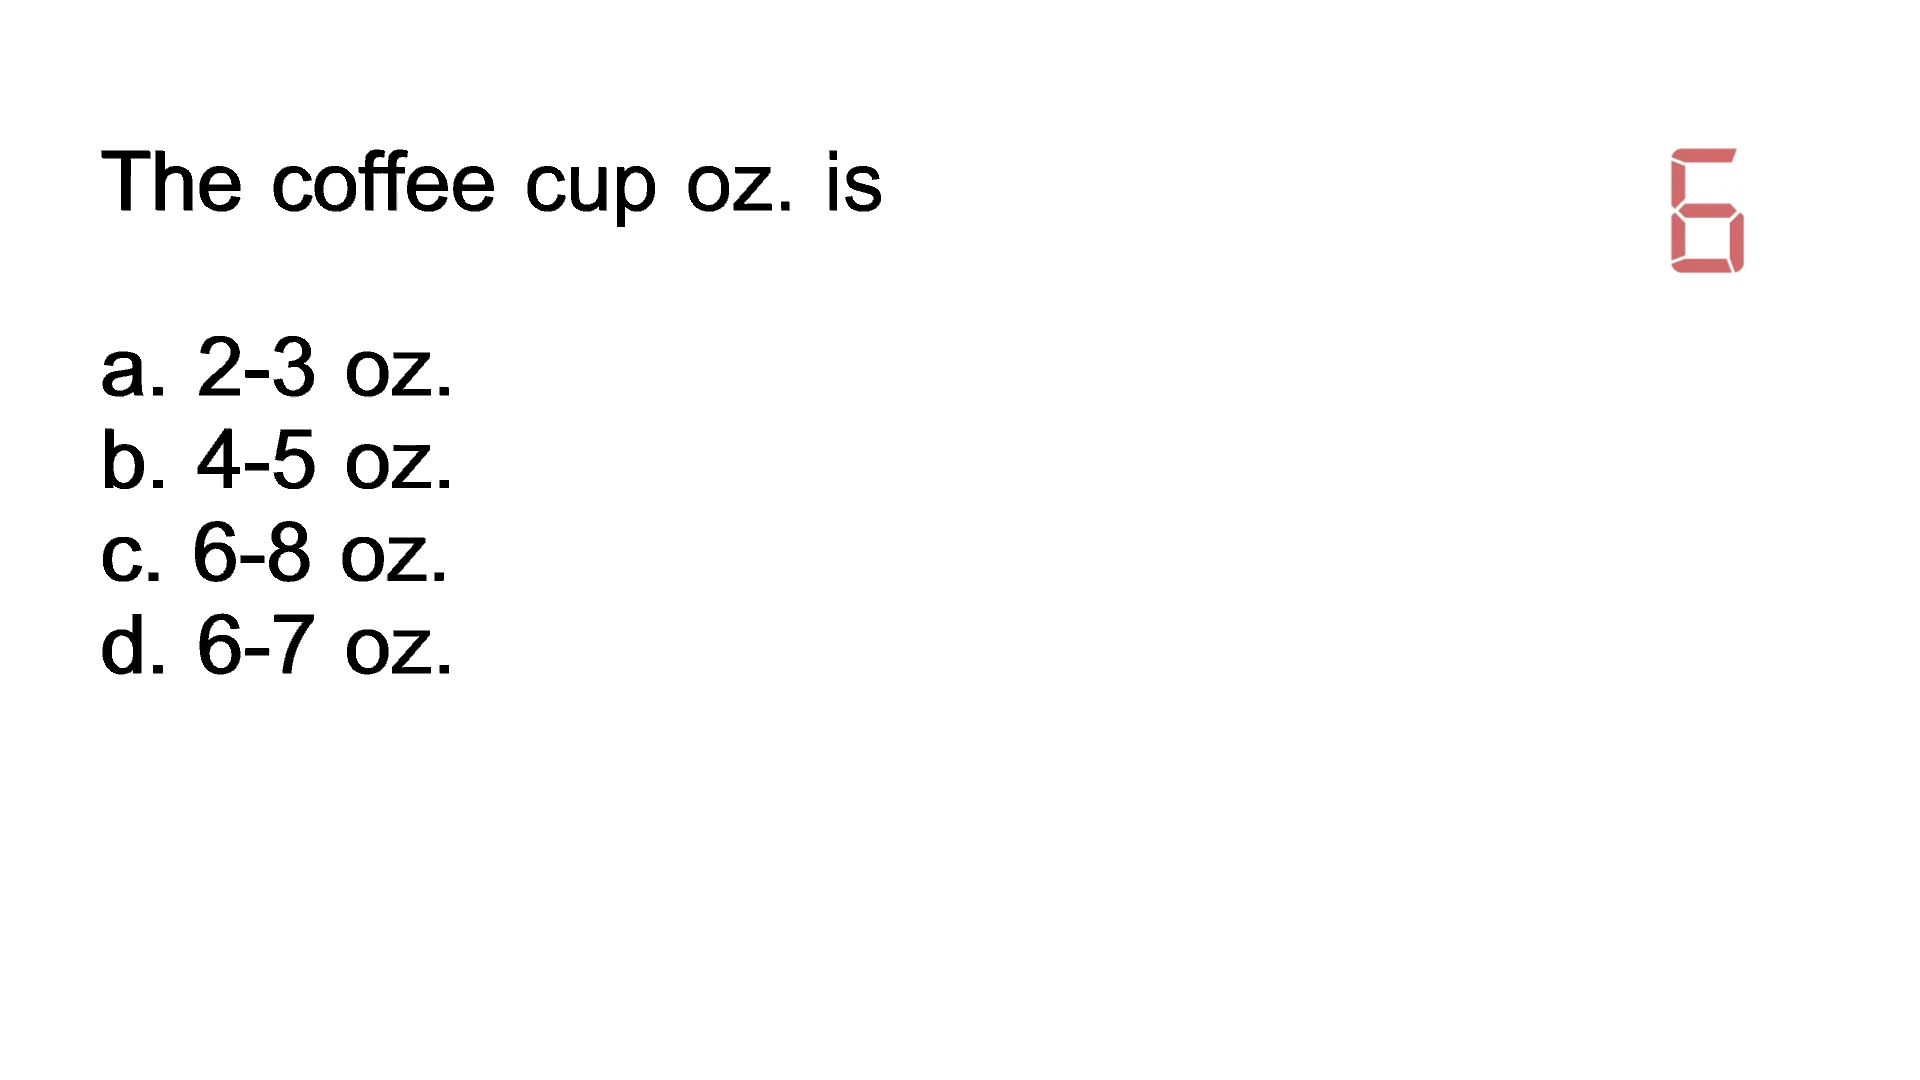 The coffee cup oz. is
6
a. 2-3 oz.
b. 4-5 oz.
c. 6-8 oz.
d. 6-7 oz.